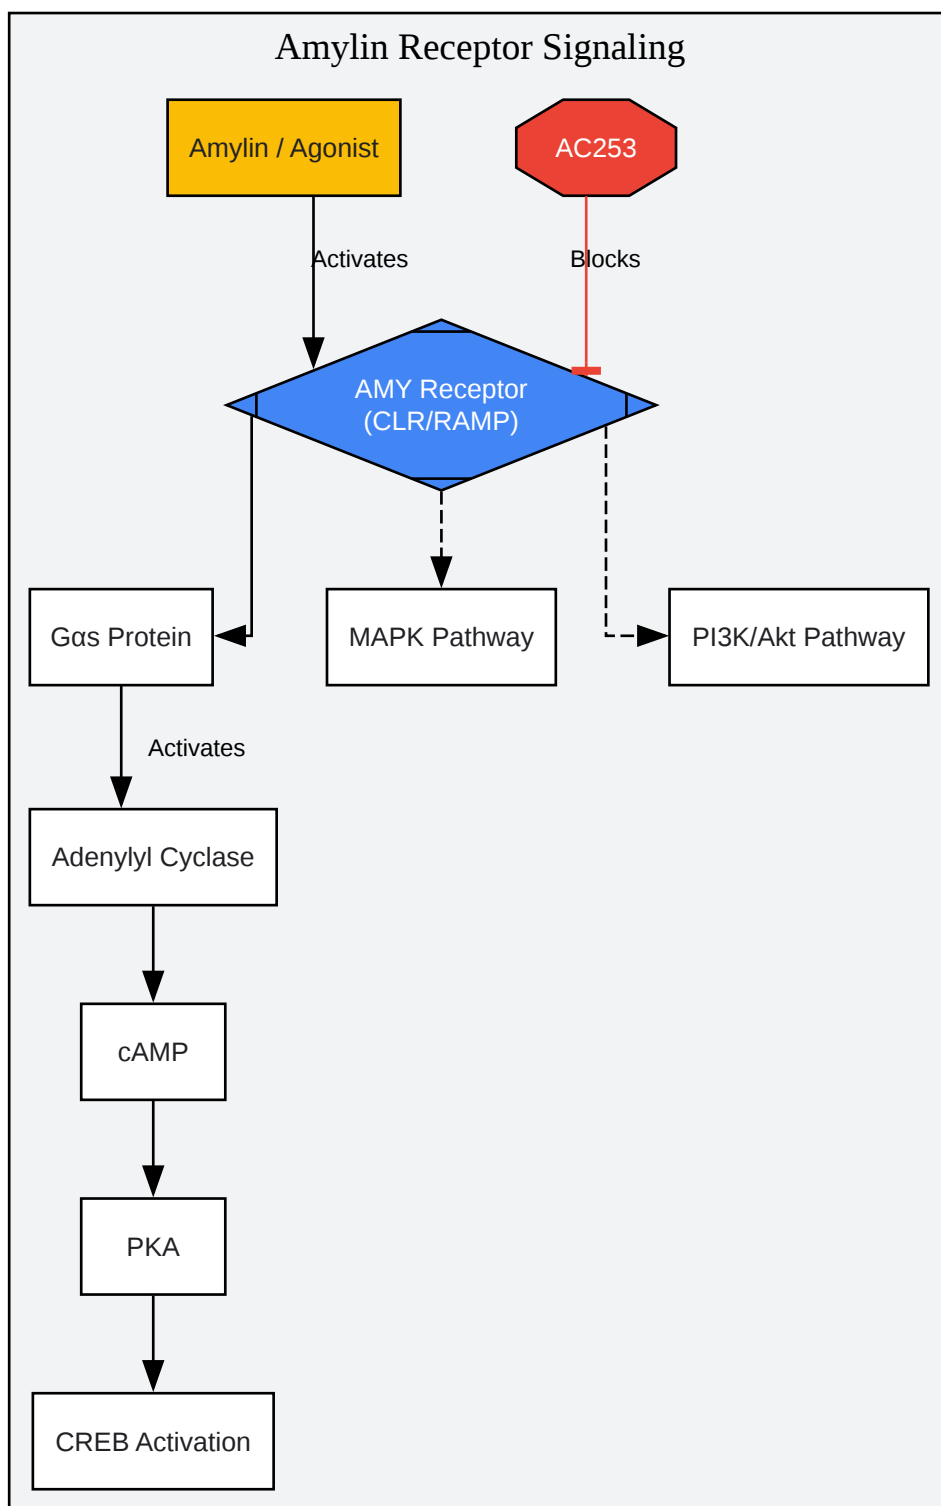 Amylin Receptor Signaling
Amylin / Agonist
AC253
Activates
Blocks
AMY Receptor
(CLR/RAMP)
Gαs Protein
MAPK Pathway
PI3K/Akt Pathway
Activates
Adenylyl Cyclase
cAMP
PKA
CREB Activation